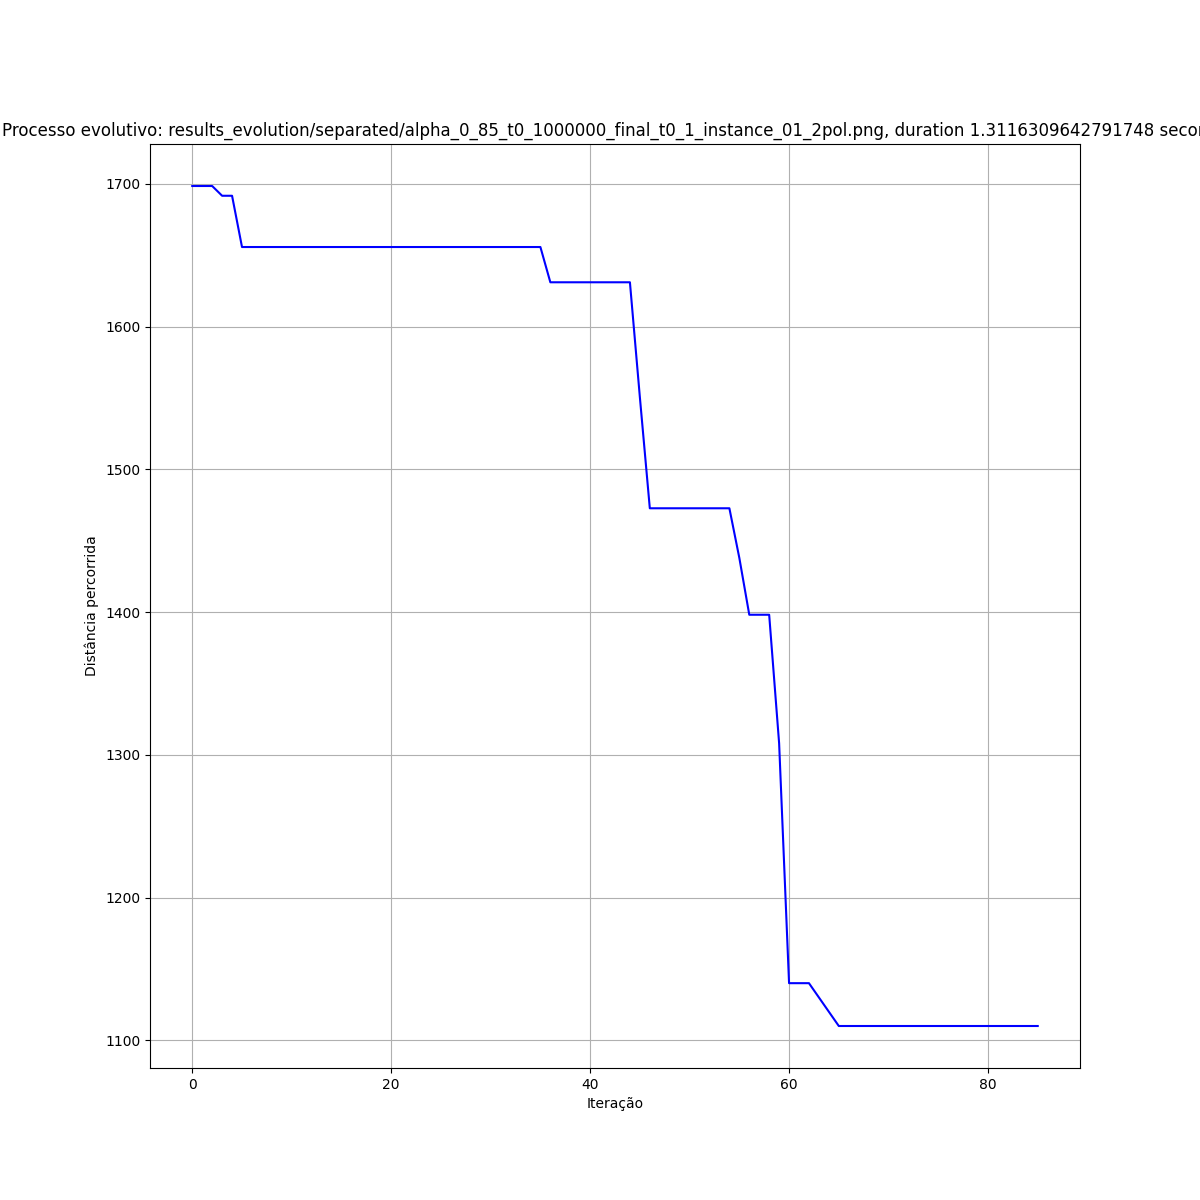 Processo evolutivo: results_evolution/separated/alpha_0_85_t0_1000000_final_t0_1_instance_01_2pol.png, duration 1.3116309642791748
1700
1600
1500
1400
1300
1200
1100
Distância percorrida
0 20 40 60 80
Iteração